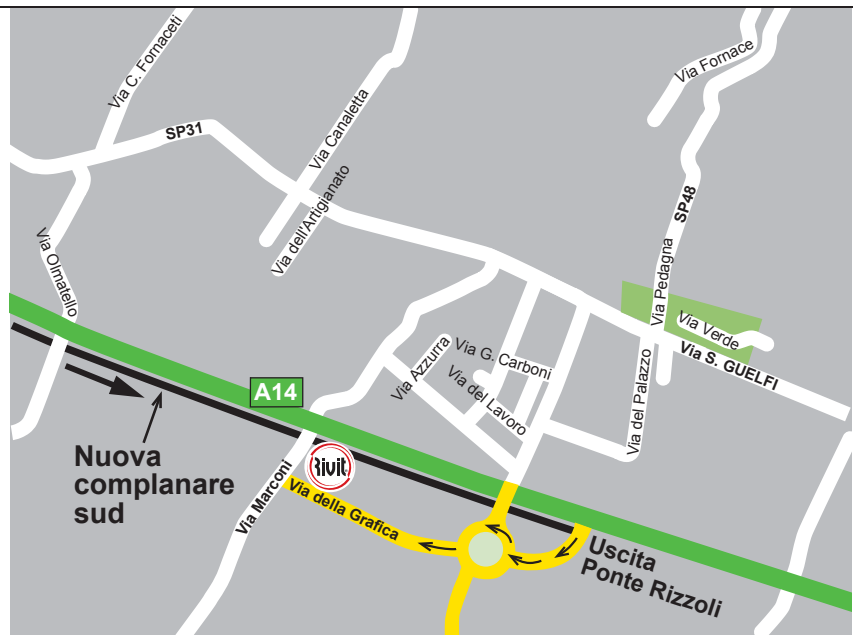 Via C. Fornaceti
SP31
Via Canaletta
Via dell'Artigianato
Via Fornace
SP48
Via Olmatello
Via Pedagna
Via Verde
Via S. GUELFI
Via Azzurra
Via G. Carboni
Via del Lavoro
Via del Palazzo
A14
Nuova
complanare
sud
Rivit
Via Marconi
Via della Grafica
Uscita
Ponte Rizzoli